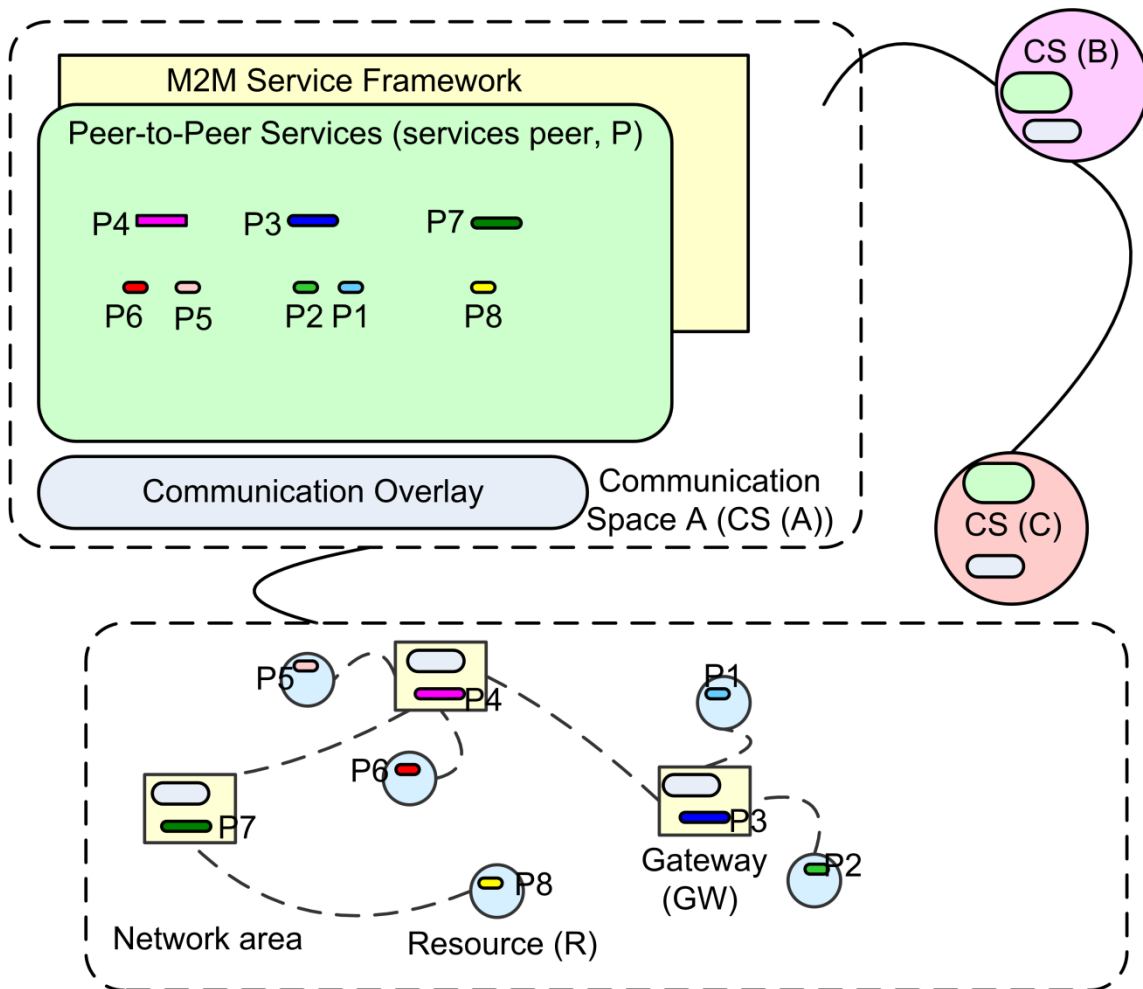 M2M Service Framework
CS (B)
Peer-to-Peer Services (services peer, P)
P4
P3
P7
P6
P5
P2
P1
P8
Communication Overlay
Communication
Space A (CS (A))
CS (C)
P5
P4
P1
P6
P7
P3
Gateway
(GW)
P2
P8
Network area
Resource (R)